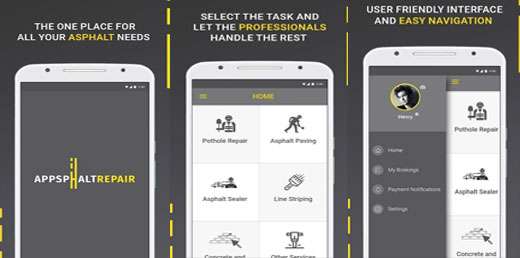 THE ONE PLACE FOR
ALL YOUR ASPHALT NEEDS
APPSPHALTREPAIR
SELECT THE TASK AND
LET THE PROFESSIONALS
HANDLE THE REST
HOME
Pothole Repair
Asphalt Paving
Asphalt Sealer
Line Striping
Concrete and
Other Services
USER FRIENDLY INTERFACE
AND EASY NAVIGATION
Henry
Home
My Bookings
Payment Notifications
Settings
Pothole
Repair
Asphalt
Sealer
Concrete and